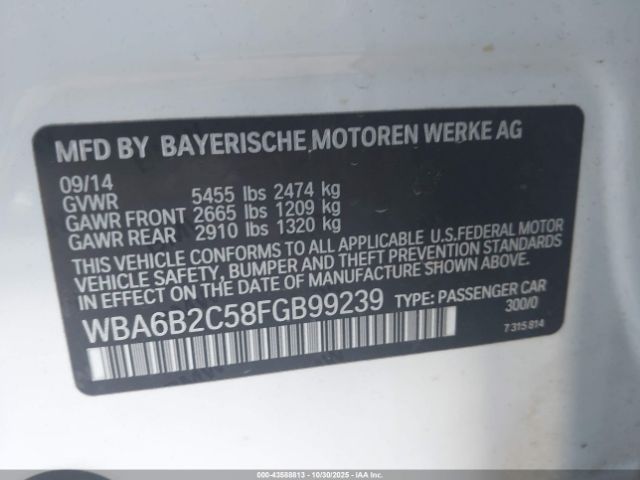 MFD BY BAYERISCHE MOTOREN WERKE AG
09/14
GVWR 5455 lbs 2474 kg
GAWR FRONT 2665 lbs 1209 kg
GAWR REAR 2910 lbs 1320 kg
THIS VEHICLE CONFORMS TO ALL APPLICABLE U.S.FEDERAL MOTOR
VEHICLE SAFETY, BUMPER AND THEFT PREVENTION STANDARDS
IN EFFECT ON THE DATE OF MANUFACTURE SHOWN ABOVE.
WBA6B2C58FGB99239 TYPE: PASSENGER CAR
300/0
7 315 814
000-43588813 - 10/30/2025 - IAAI.com